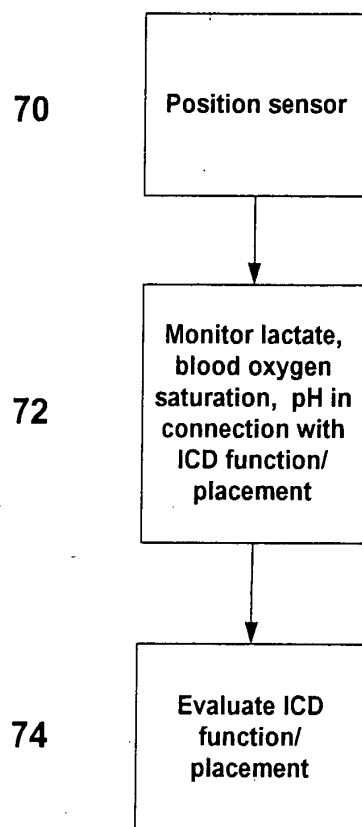 70
Position sensor
72
Monitor lactate,
blood oxygen
saturation, pH in
connection with
ICD function/
placement
74
Evaluate ICD
function/
placement